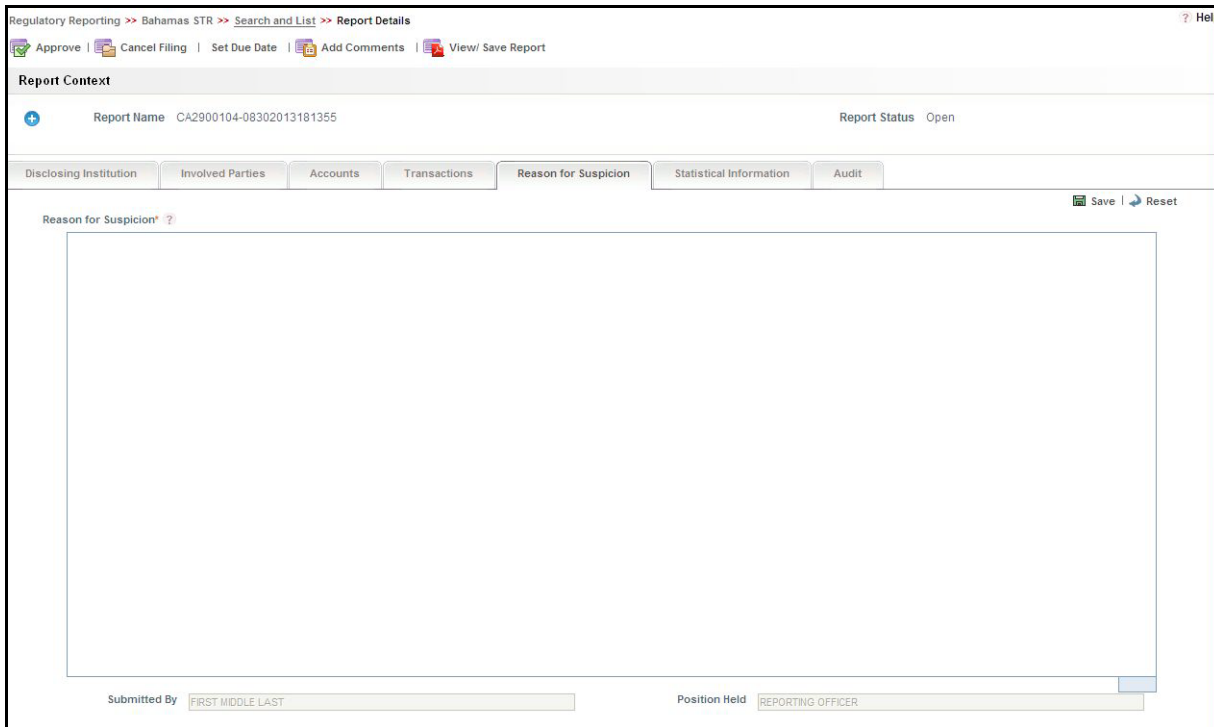 Regulatory Reporting >> Bahamas STR >> Search and List >> Report Details ? Hel
Approve | Cancel Filing | Set Due Date | Add Comments | View/ Save Report
Report Context
Report Name CA2900104-08302013181355 Report Status Open
Disclosing Institution Involved Parties Accounts Transactions Reason for Suspicion Statistical Information Audit
Save | Reset
Reason for Suspicion* ?
Submitted By FIRST MIDDLE LAST Position Held REPORTING OFFICER